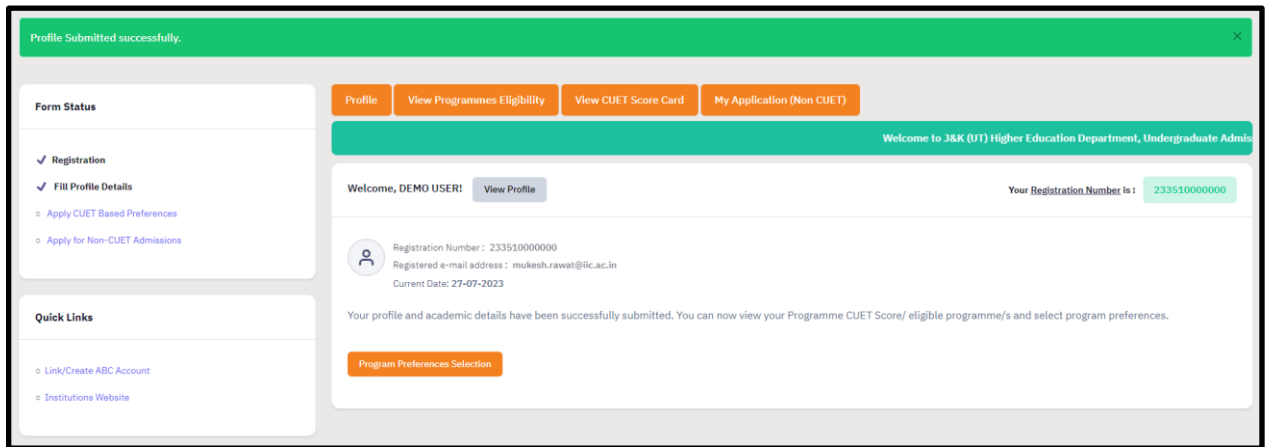 Profile Submitted successfully.
Form Status
Registration
Fill Profile Details
Apply CUET Based Preferences
Apply for Non-CUET Admissions
Quick Links
Link/Create ABC Account
Institutions Website
Profile
View Programmes Eligibility
View CUET Score Card
My Application (Non CUET)
Welcome to J&K (UT) Higher Education Department, Undergraduate Admis
Welcome, DEMO USER!
View Profile
Your Registration Number is :
233510000000
Registration Number : 233510000000
Registered e-mail address : mukesh.rawat@iic.ac.in
Current Date: 27-07-2023
Your profile and academic details have been successfully submitted. You can now view your Programme CUET Score/ eligible programme/s and select program preferences.
Program Preferences Selection